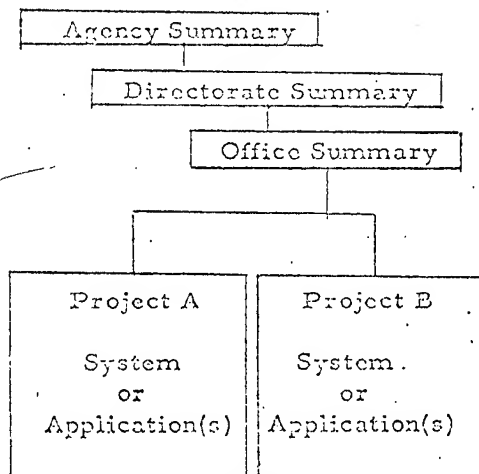 Agency Summary
Directorate Summary
Office Summary
Project A
System
or
Application(s)
Project B
System
or
Application(s)